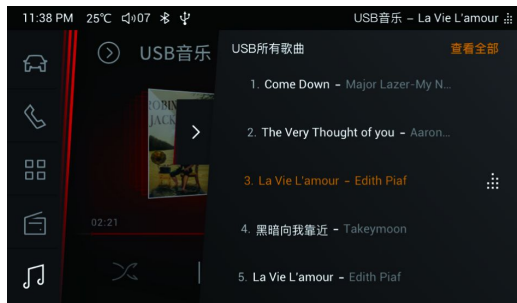 11:38 PM 25℃ 07 USB音乐 – La Vie L'amour
USB音乐
ROBIN
JACK
02:21
USB所有歌曲 查看全部
1. Come Down – Major Lazer-My N...
2. The Very Thought of you – Aaron...
3. La Vie L'amour – Edith Piaf
4. 黑暗向我靠近 – Takeymoon
5. La Vie L'amour – Edith Piaf